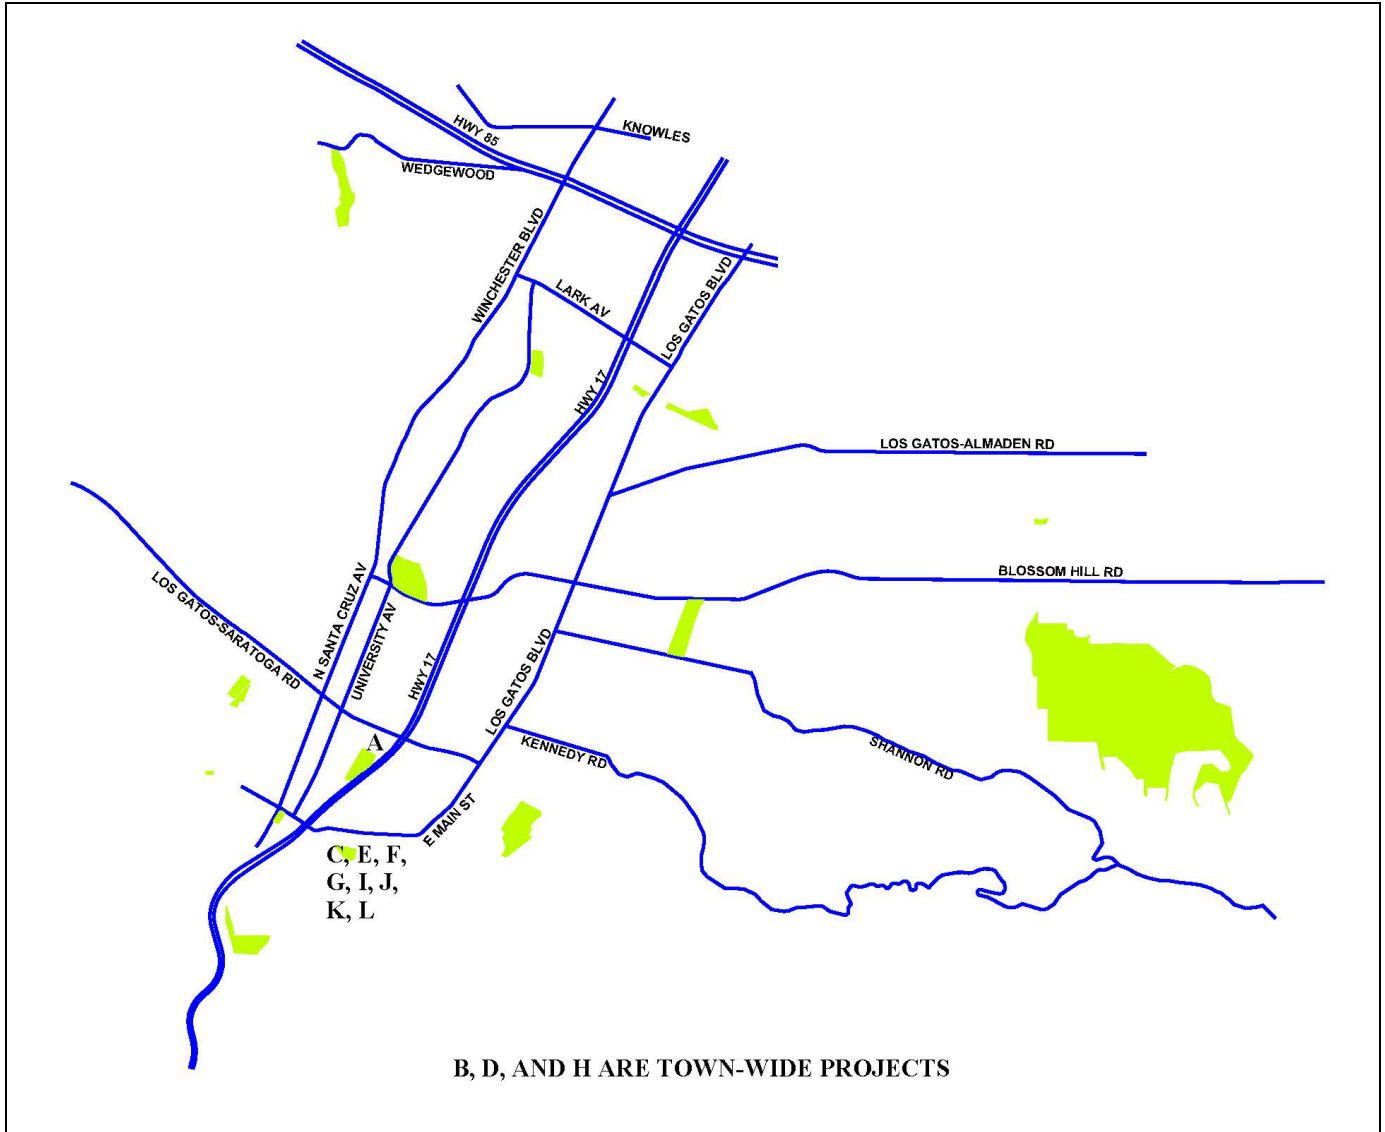 KNOWLES
HWY 85
WEDGEWOOD
WINCHESTER BLVD
LARK AV
LOS GATOS BLVD
HWY 17
LOS GATOS-ALMADEN RD
BLOSSOM HILL RD
LOS GATOS-SARATOGA RD
N SANTA CRUZ AV
UNIVERSITY AV
HWY 17
LOS GATOS BLVD
A
KENNEDY RD
SHANNON RD
E MAIN ST
C, E, F,
G, I, J,
K, L
B, D, AND H ARE TOWN-WIDE PROJECTS